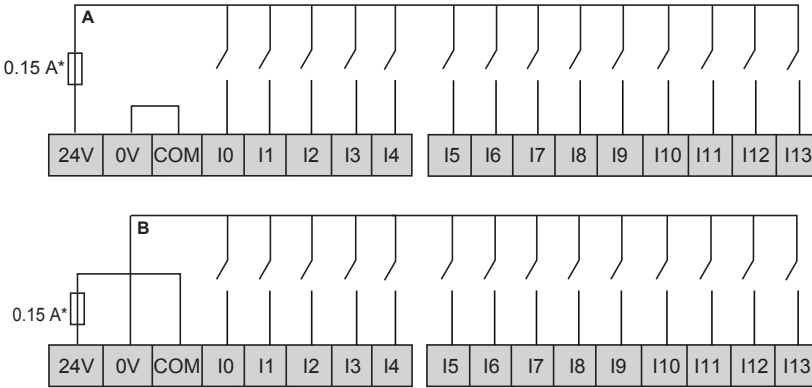 A
0.15 A*
24V 0V COM I0 I1 I2 I3 I4 I5 I6 I7 I8 I9 I10 I11 I12 I13
B
0.15 A*
24V 0V COM I0 I1 I2 I3 I4 I5 I6 I7 I8 I9 I10 I11 I12 I13